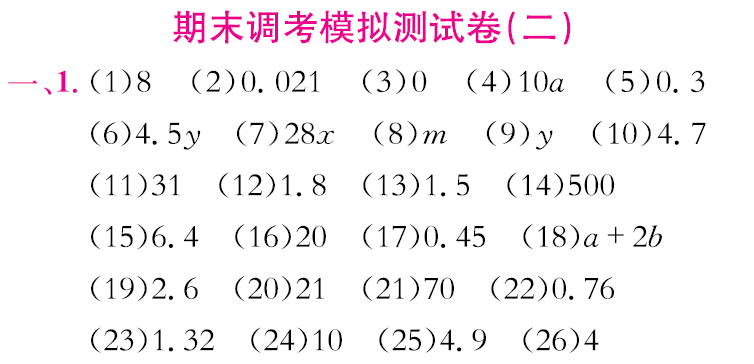 期末调考模拟测试卷(二)
一、1. (1)8 (2)0.021 (3)0 (4)10a (5)0.3
(6)4.5y (7)28x (8)m (9)y (10)4.7
(11)31 (12)1.8 (13)1.5 (14)500
(15)6.4 (16)20 (17)0.45 (18)a+2b
(19)2.6 (20)21 (21)70 (22)0.76
(23)1.32 (24)10 (25)4.9 (26)4